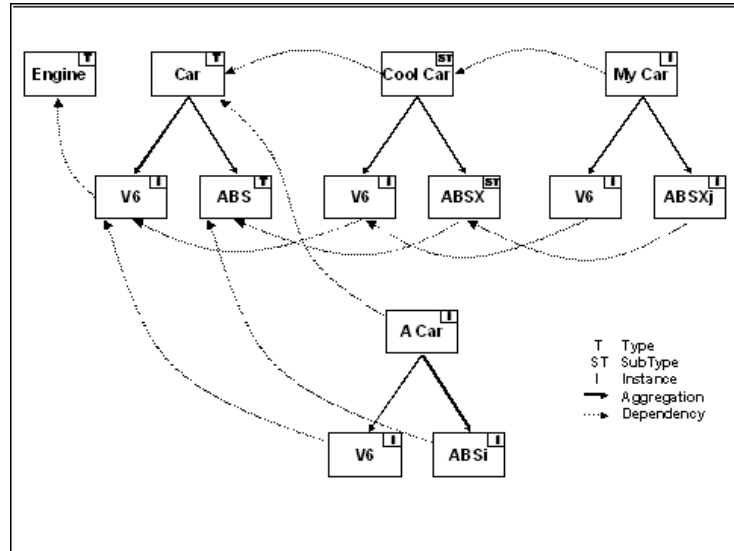 T T ST I
Engine Car Cool Car My Car
I T I ST I I
V6 ABS V6 ABSX V6 ABSXj
I
A Car
T Type
ST SubType
I Instance
Aggregation
Dependency
I I
V6 ABSi